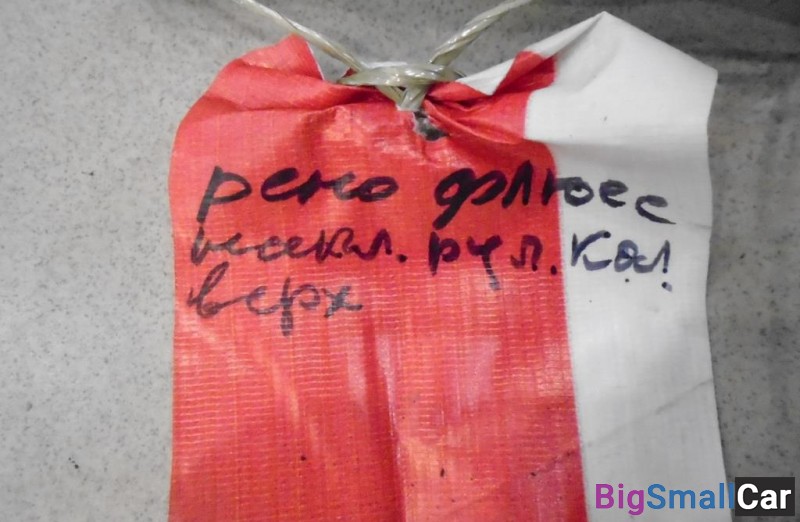 рено флюес
рул. кол
верх
BigSmallCar